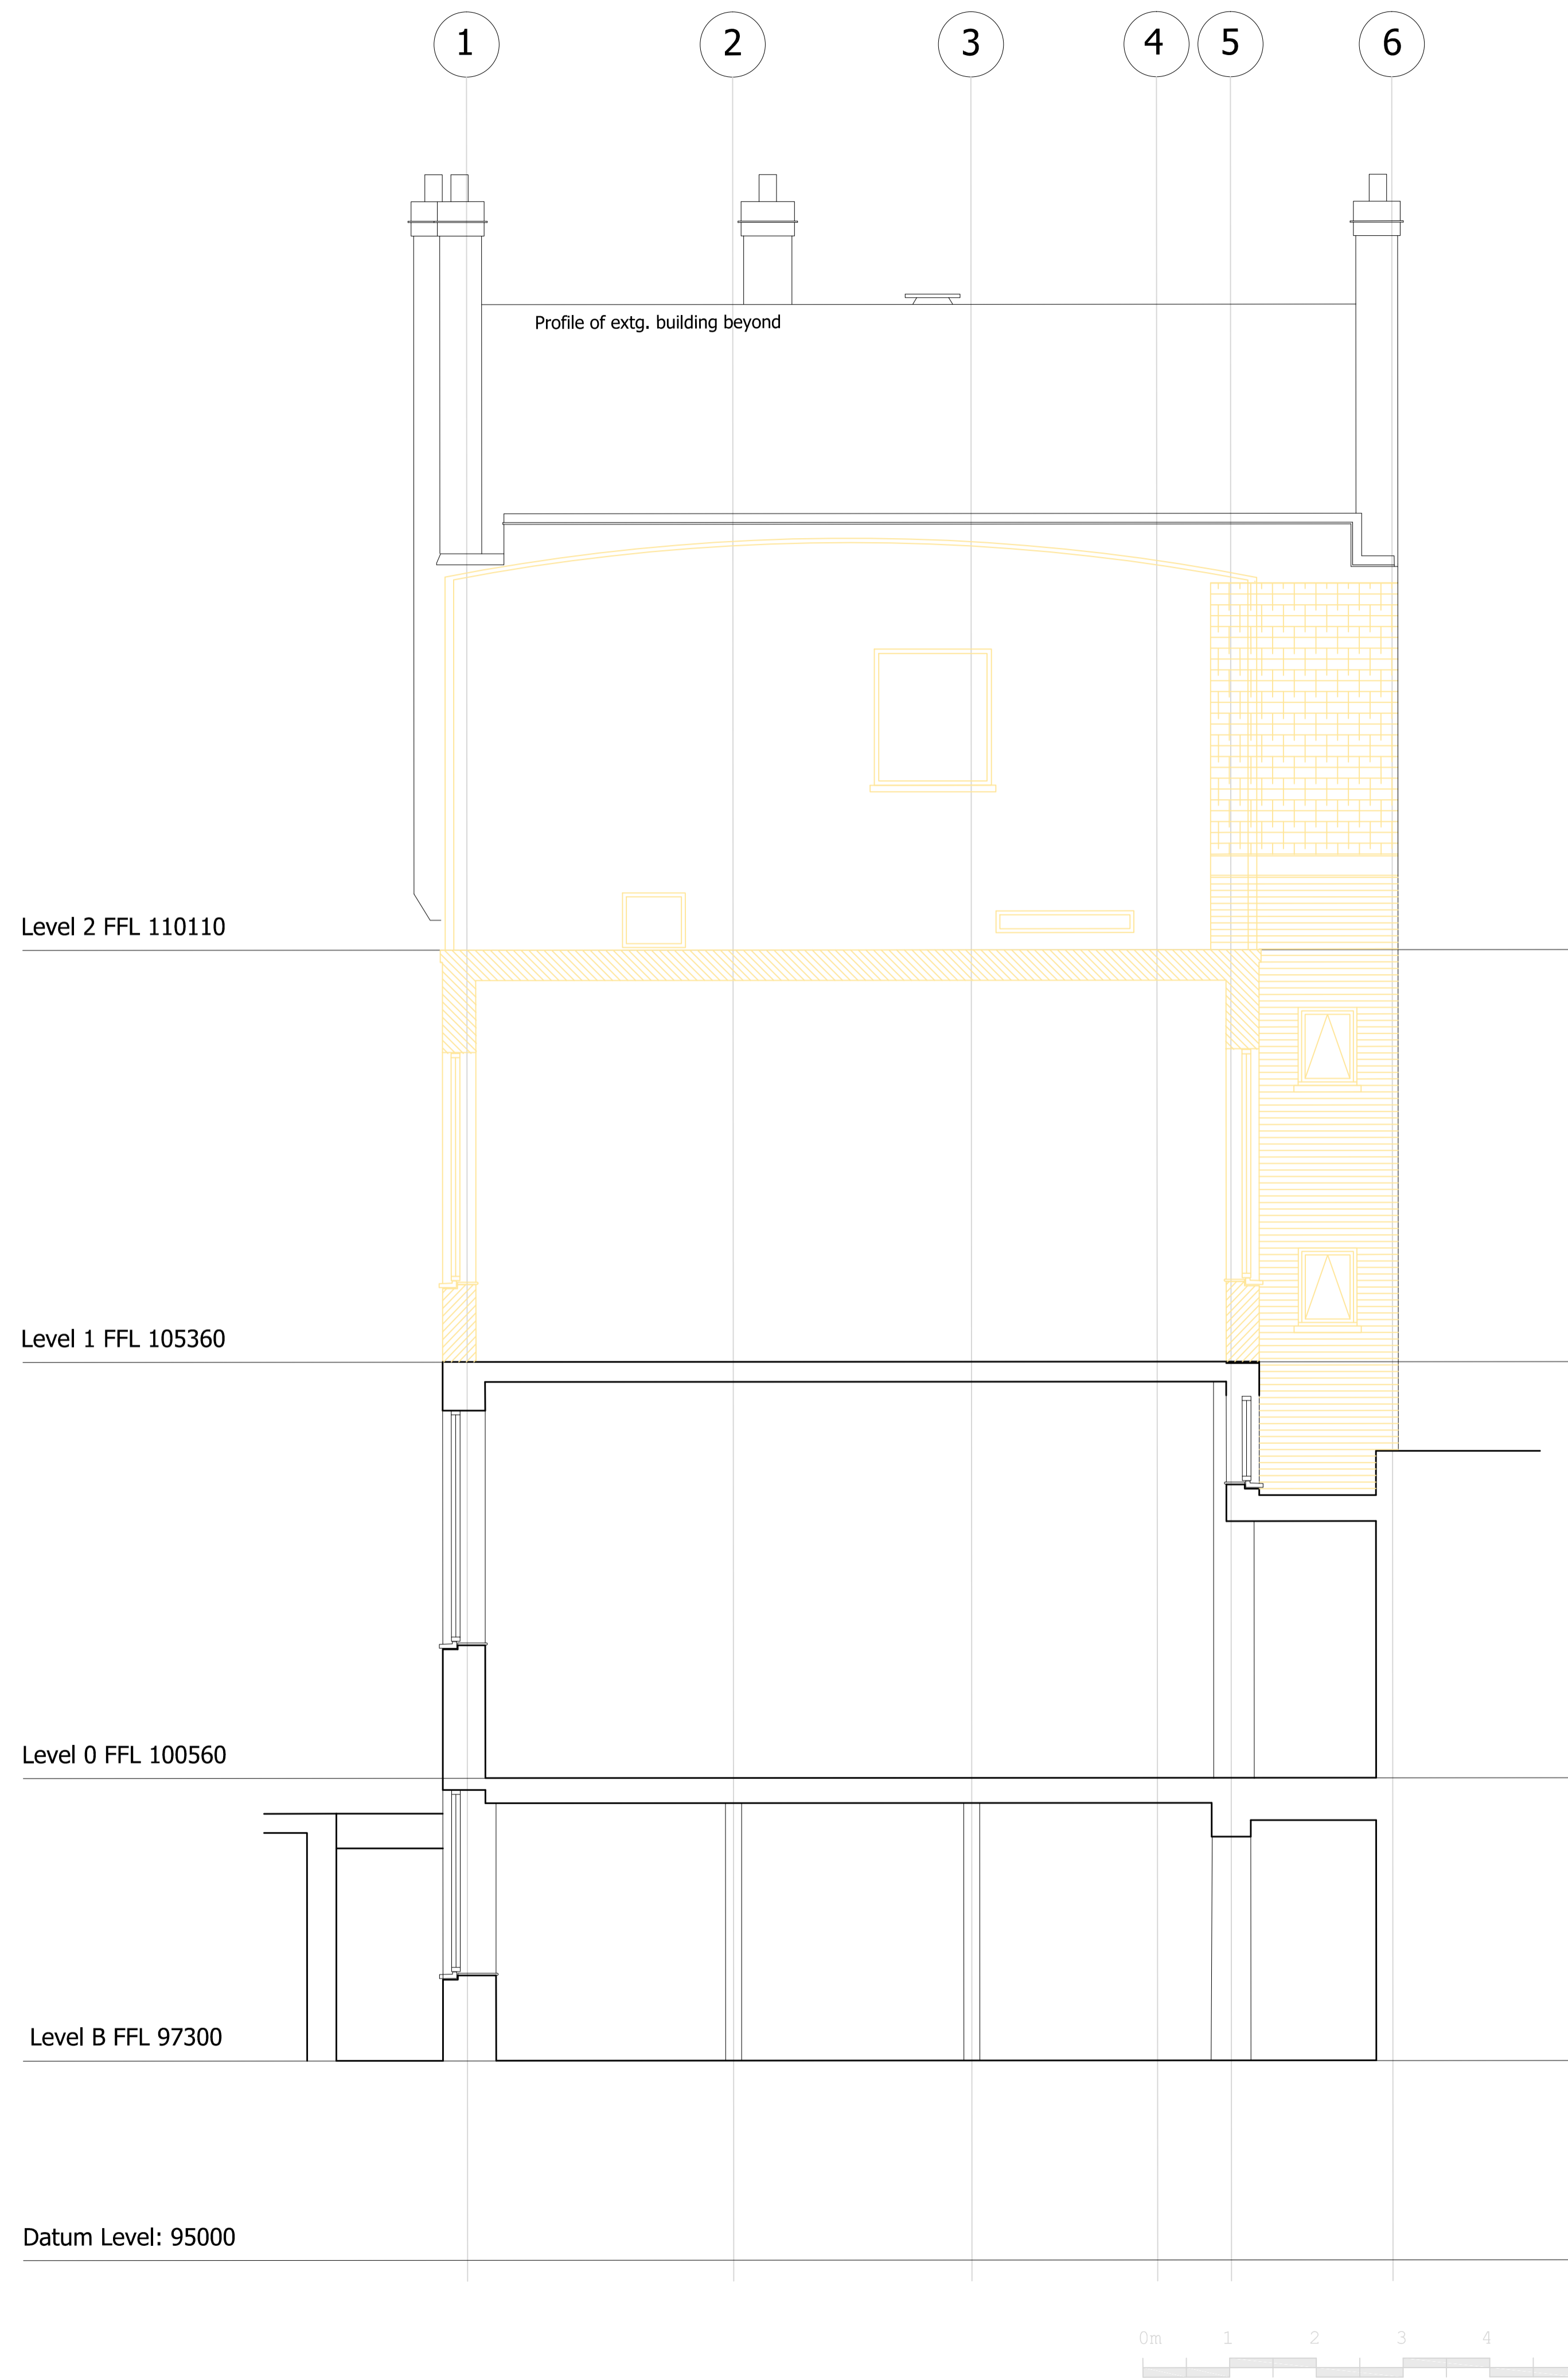 1 2 3 4 5 6
Profile of extg. building beyond
Level 2 FFL 110110
Level 1 FFL 105360
Level 0 FFL 100560
Level B FFL 97300
Datum Level: 95000
0m 1 2 3 4